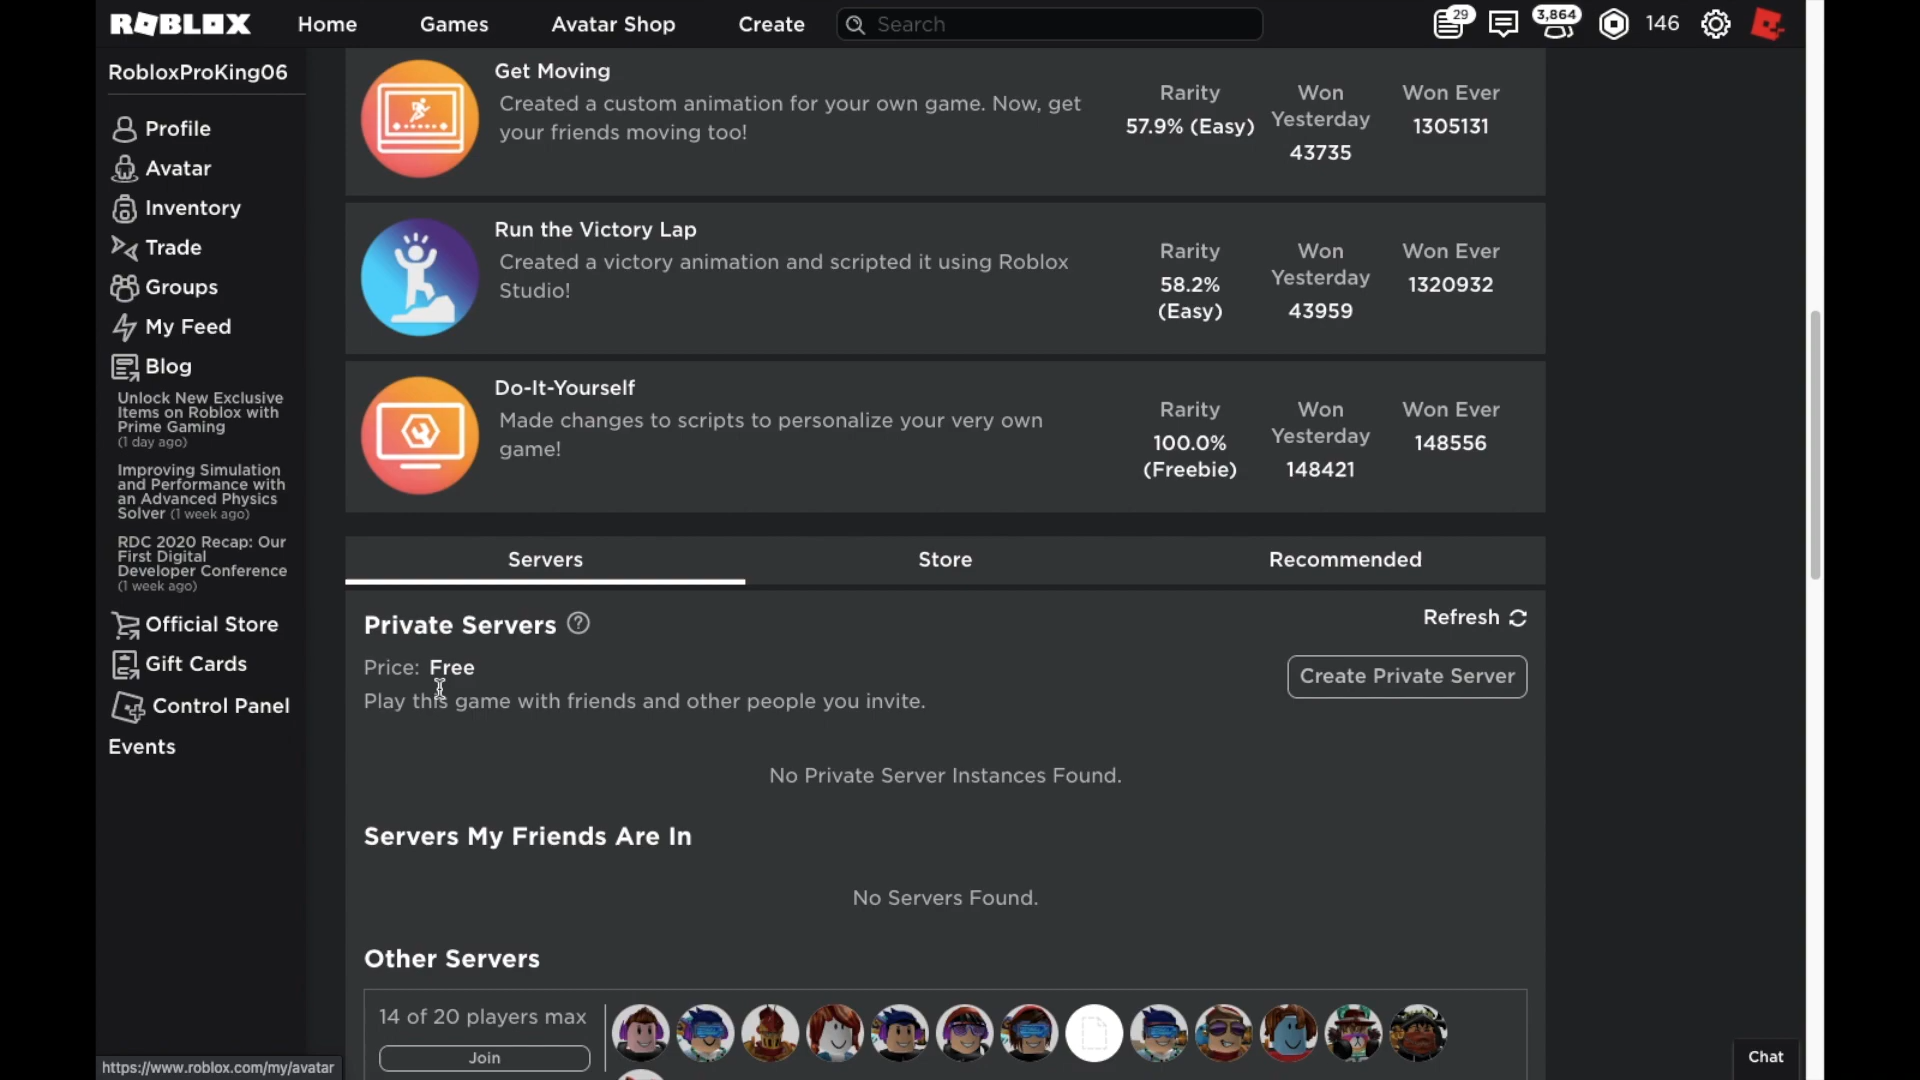 ROBLOX Home Games Avatar Shop Create Search 29 3,864 146
RobloxProKing06
Profile
Avatar
Inventory
Trade
Groups
My Feed
Blog
Unlock New Exclusive
Items on Roblox with
Prime Gaming
(1 day ago)
Improving Simulation
and Performance with
an Advanced Physics
Solver (1 week ago)
RDC 2020 Recap: Our
First Digital
Developer Conference
(1 week ago)
Official Store
Gift Cards
Control Panel
Events
Get Moving
Created a custom animation for your own game. Now, get
your friends moving too!
Rarity
57.9% (Easy)
Won
Yesterday
43735
Won Ever
1305131
Run the Victory Lap
Created a victory animation and scripted it using Roblox
Studio!
Rarity
58.2%
(Easy)
Won
Yesterday
43959
Won Ever
1320932
Do-It-Yourself
Made changes to scripts to personalize your very own
game!
Rarity
100.0%
(Freebie)
Won
Yesterday
148421
Won Ever
148556
Servers Store Recommended
Private Servers ?
Refresh
Price: Free
Play this game with friends and other people you invite.
Create Private Server
No Private Server Instances Found.
Servers My Friends Are In
No Servers Found.
Other Servers
14 of 20 players max
Join
Chat
https://www.roblox.com/my/avatar